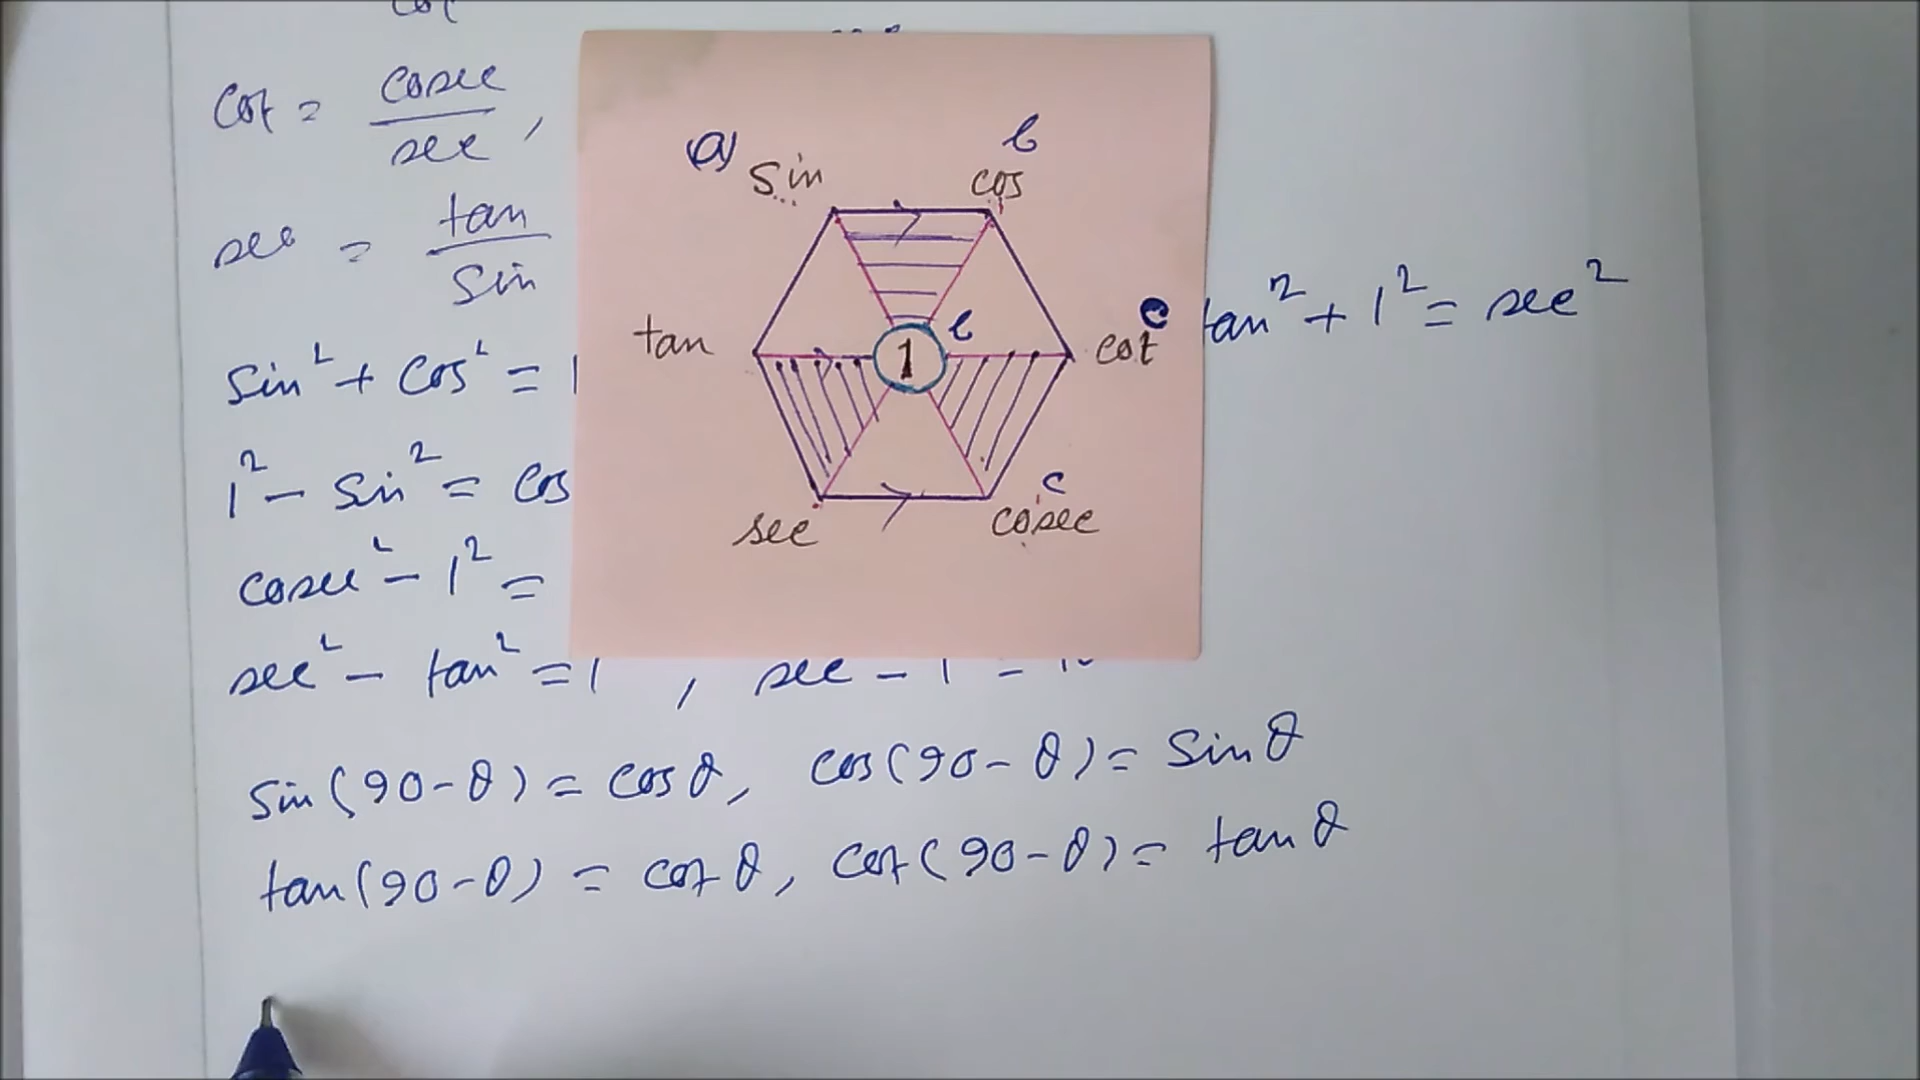 cot = cosec / sec ,
sec = tan / sin
sin² + cos² = 1
1² - sin² = cos
cosec² - 1² =
sec² - tan² = 1 , sec - 1 =
sin(90-θ) = cosθ, cos(90-θ) = sinθ
tan(90-θ) = cotθ, cot(90-θ) = tanθ
a b
sin cos
tan 1 b cot c
sec cosec c
tan² + 1² = sec²